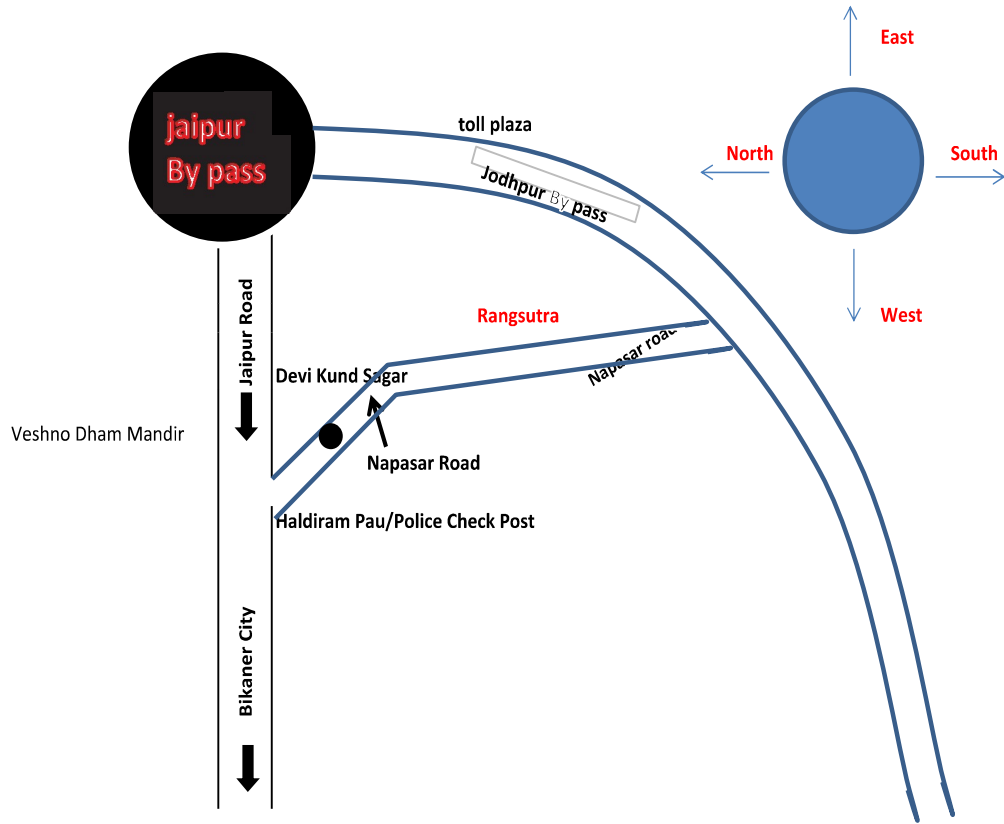 East
jaipur
By pass
toll plaza
North
South
Jodhpur By pass
Jaipur Road
Rangsutra
West
Napasar road
Devi Kund Sagar
Veshno Dham Mandir
Napasar Road
Haldiram Pau/Police Check Post
Bikaner City